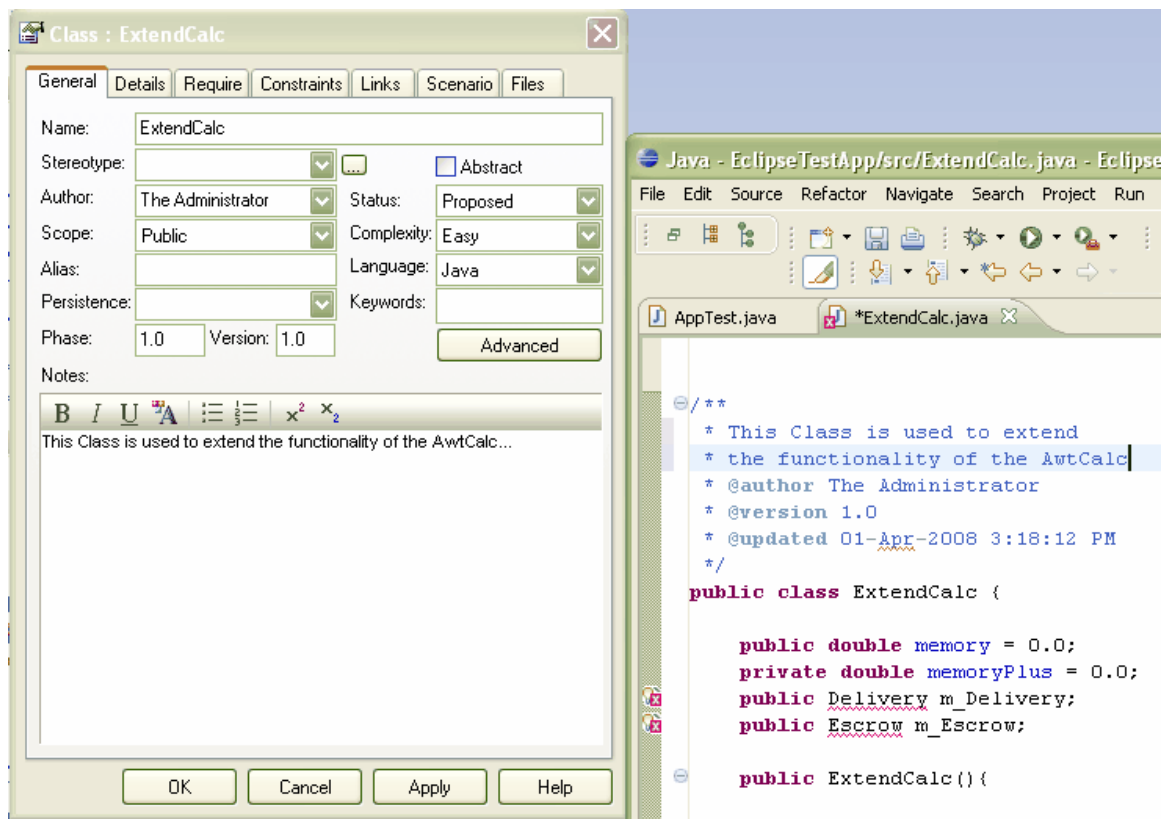 Class : ExtendCalc
General Details Require Constraints Links Scenario Files
Name: ExtendCalc
Stereotype: ... Abstract
Author: The Administrator Status: Proposed
Scope: Public Complexity: Easy
Alias: Language: Java
Persistence: Keywords:
Phase: 1.0 Version: 1.0 Advanced
Notes:
B I U A x² x₂
This Class is used to extend the functionality of the AwtCalc...
OK Cancel Apply Help
Java - EclipseTestApp/src/ExtendCalc.java - Eclipse
File Edit Source Refactor Navigate Search Project Run
AppTest.java *ExtendCalc.java
/**
* This Class is used to extend
* the functionality of the AwtCalc
* @author The Administrator
* @version 1.0
* @updated 01-Apr-2008 3:18:12 PM
*/
public class ExtendCalc {
public double memory = 0.0;
private double memoryPlus = 0.0;
public Delivery m_Delivery;
public Escrow m_Escrow;
public ExtendCalc(){